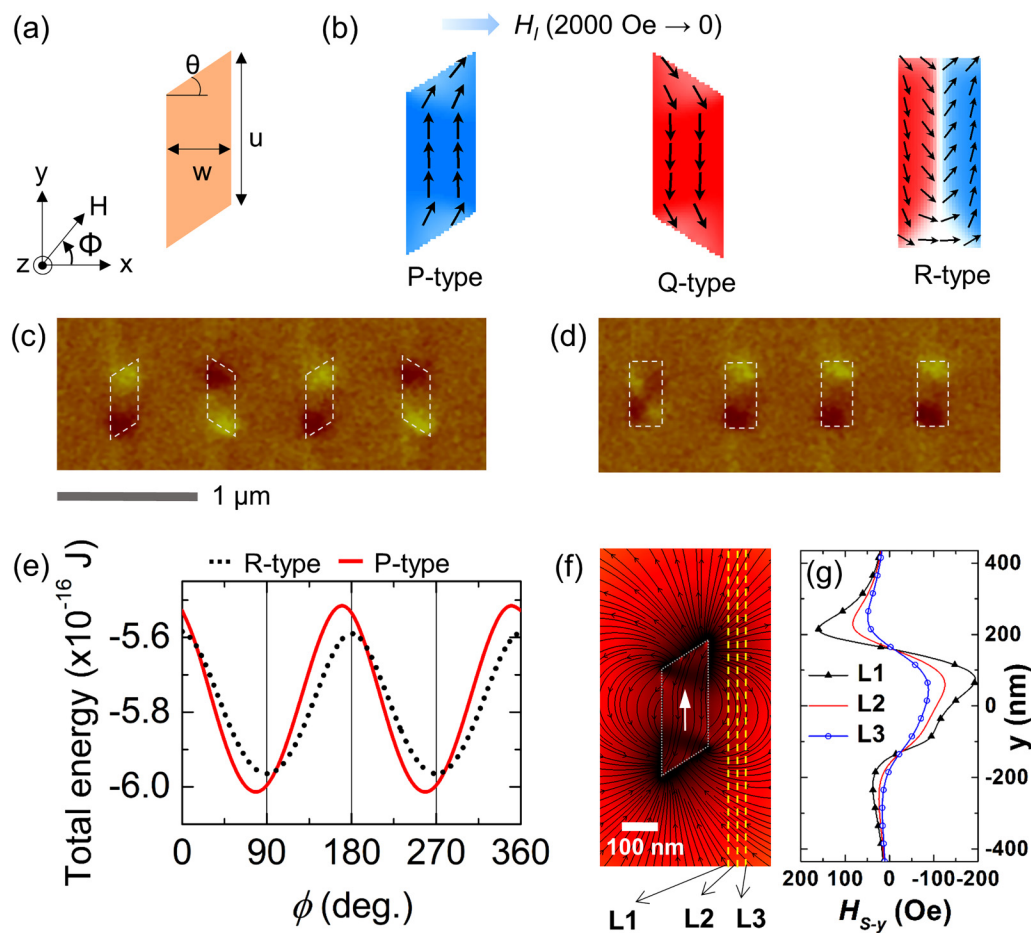 (a)
θ
w
u
y
H
Φ
z
x
(b)
H_I (2000 Oe → 0)
P-type
Q-type
R-type
(c)
1 μm
(d)
(e)
R-type
P-type
Total energy (x10⁻¹⁶ J)
-5.6
-5.8
-6.0
0
90
180
270
360
ϕ (deg.)
(f)
100 nm
L1
L2
L3
(g)
L1
L2
L3
400
200
0
-200
-400
y (nm)
200
100
0
-100
-200
H_S-y (Oe)